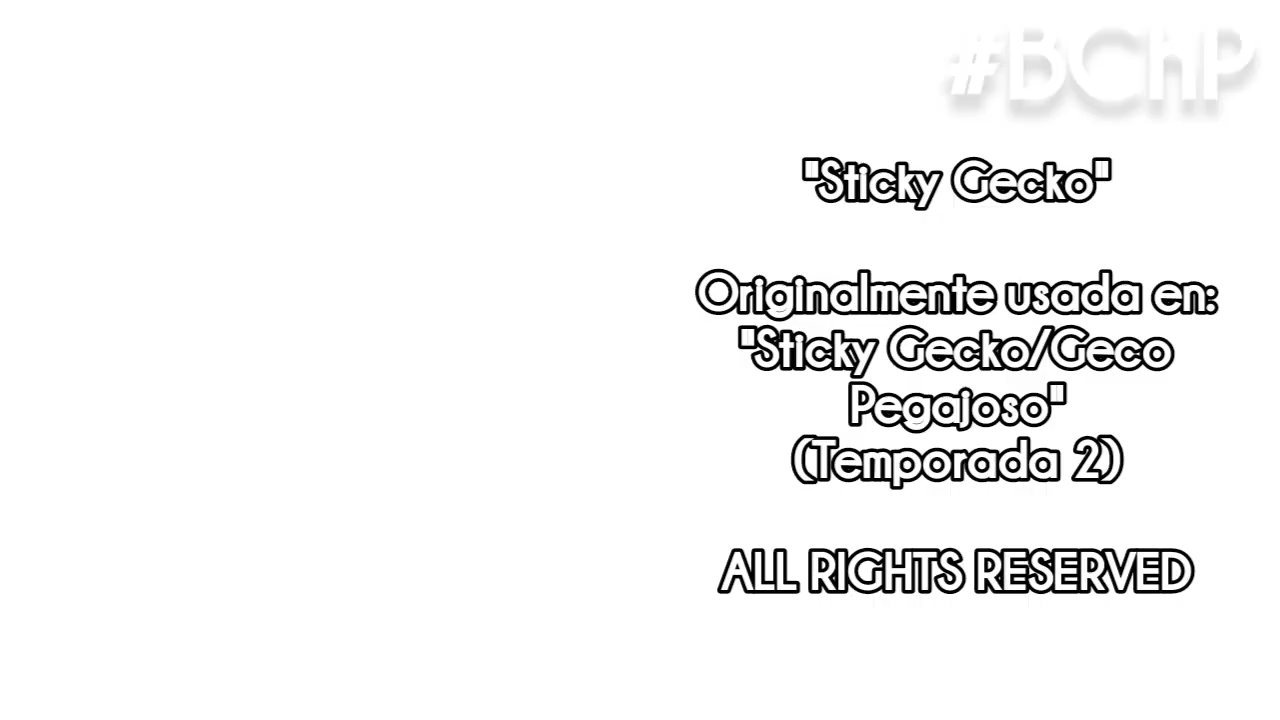 #BChP
"Sticky Gecko"
Originalmente usada en:
"Sticky Gecko/Geco
Pegajoso"
(Temporada 2)
ALL RIGHTS RESERVED